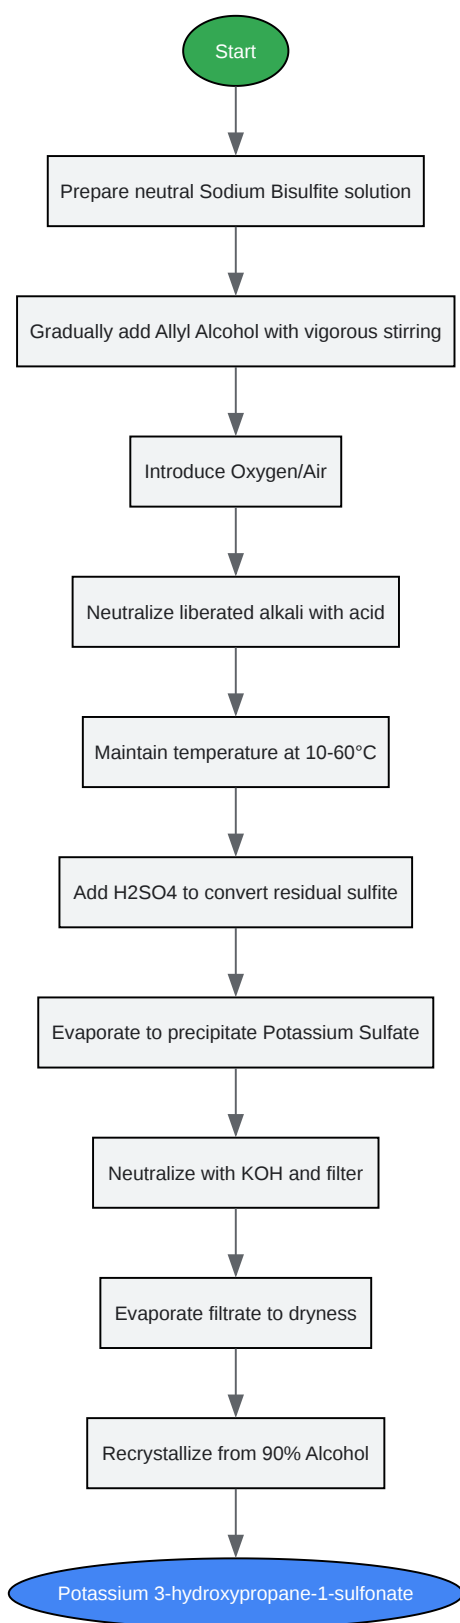 Start
Prepare neutral Sodium Bisulfite solution
Gradually add Allyl Alcohol with vigorous stirring
Introduce Oxygen/Air
Neutralize liberated alkali with acid
Maintain temperature at 10-60°C
Add H2SO4 to convert residual sulfite
Evaporate to precipitate Potassium Sulfate
Neutralize with KOH and filter
Evaporate filtrate to dryness
Recrystallize from 90% Alcohol
Potassium 3-hydroxypropane-1-sulfonate